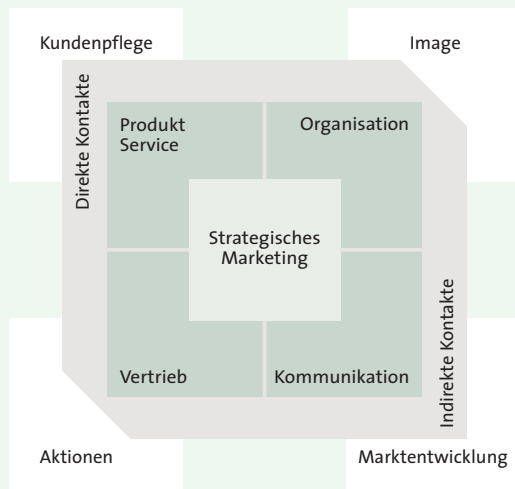 Kundenpflege
Image
Direkte Kontakte
Produkt
Service
Organisation
Strategisches
Marketing
Indirekte Kontakte
Vertrieb
Kommunikation
Aktionen
Marktentwicklung